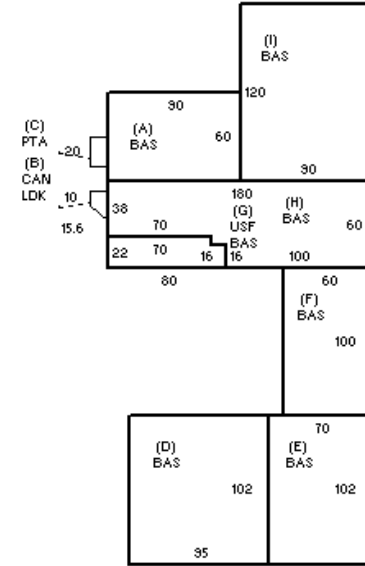 (I)
BAS
120
90
(A)
BAS
60
90
(C)
PTA
20
(B)
CAN
LDK
10
15.6
180
(H)
BAS
(G)
USF
BAS
38
70
60
22
70
16
16
100
80
60
(F)
BAS
100
70
(D)
BAS
(E)
BAS
102
102
95